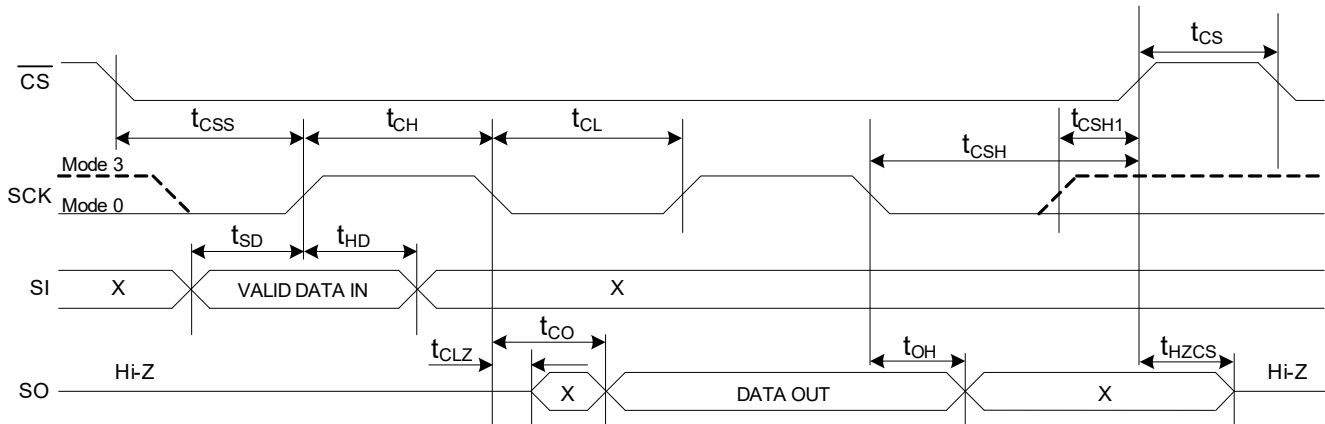 tCS
CS
tCSS tCH tCL tCSH1
tCSH
Mode 3
SCK
Mode 0
tSD tHD
SI X VALID DATA IN X
tCO
tCLZ tOH tHZCS
Hi-Z Hi-Z
SO X DATA OUT X